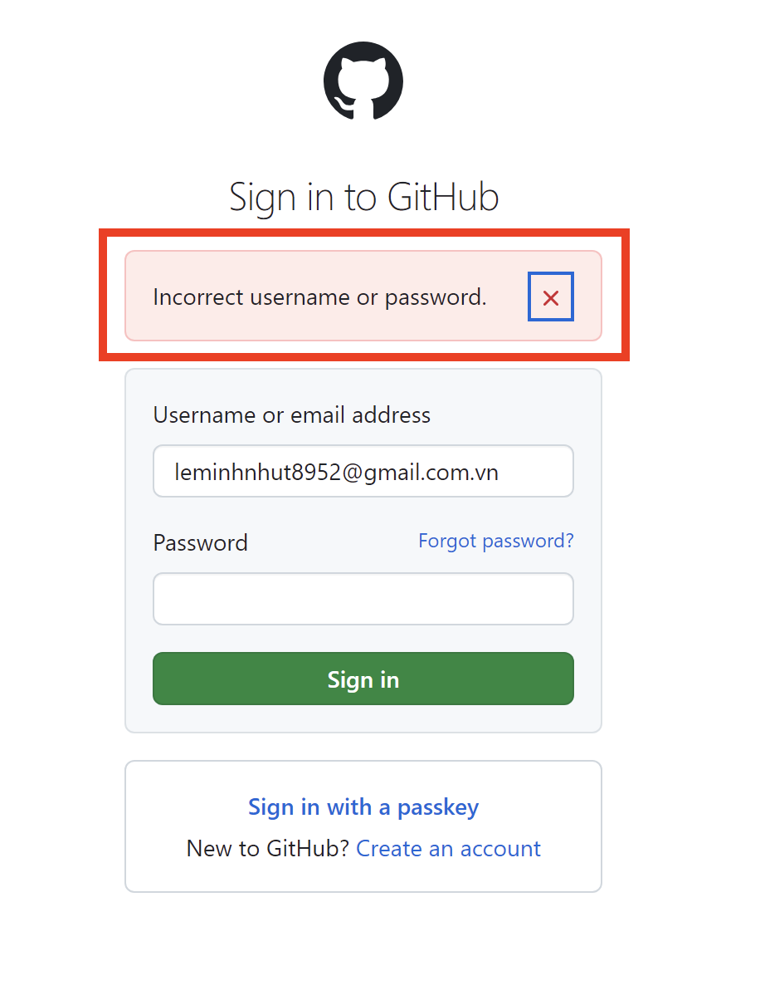 Sign in to GitHub
Incorrect username or password.
Username or email address
leminhnhut8952@gmail.com.vn
Password Forgot password?
Sign in
Sign in with a passkey
New to GitHub? Create an account